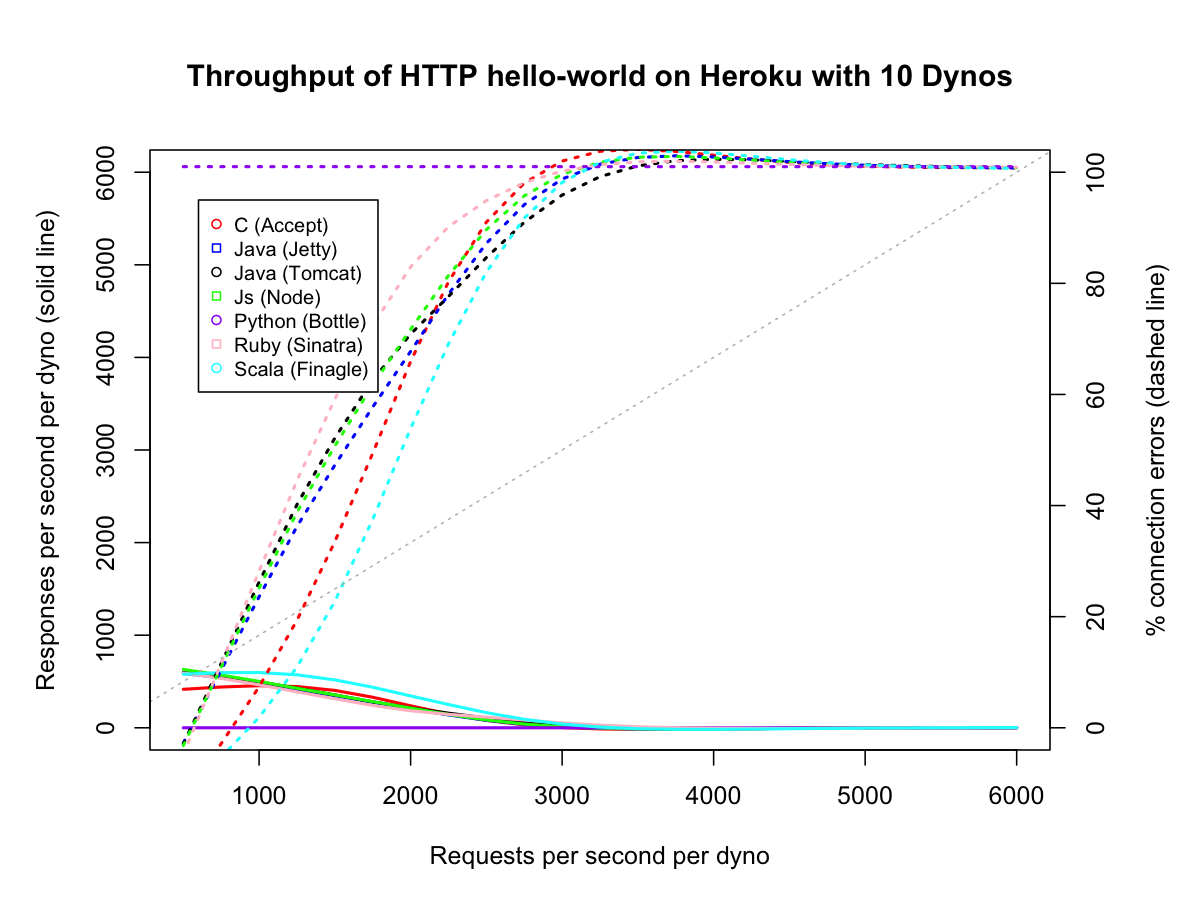 Throughput of HTTP hello-world on Heroku with 10 Dynos
Responses per second per dyno (solid line)
6000
5000
4000
3000
2000
1000
0
C (Accept)
Java (Jetty)
Java (Tomcat)
Js (Node)
Python (Bottle)
Ruby (Sinatra)
Scala (Finagle)
100
80
60
40
20
0
% connection errors (dashed line)
1000 2000 3000 4000 5000 6000
Requests per second per dyno